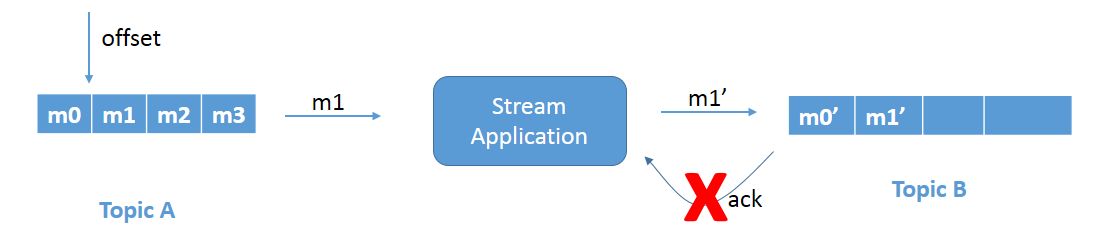 offset
m0 m1 m2 m3
m1
Stream
Application
m1’
m0’ m1’
X
ack
Topic A
Topic B